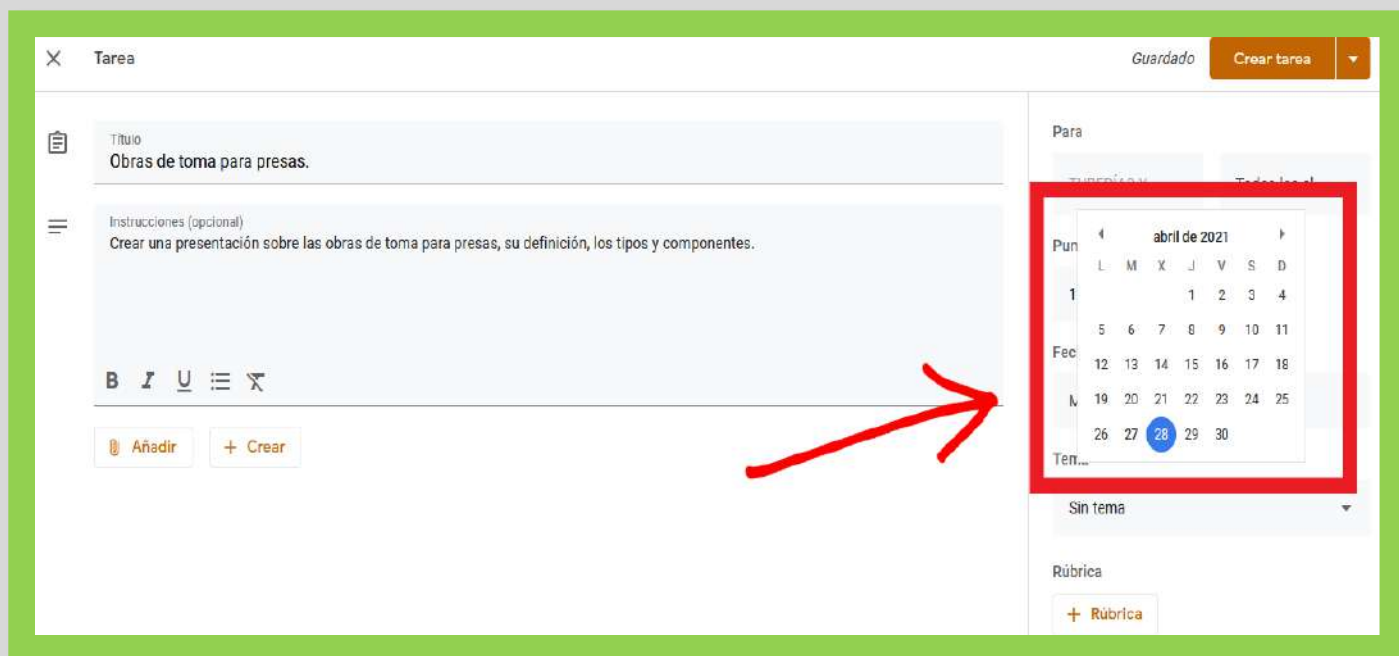 Tarea
Guardado
Crear tarea
Título
Obras de toma para presas.
Instrucciones (opcional)
Crear una presentación sobre las obras de toma para presas, su definición, los tipos y componentes.
B I U
Añadir
+ Crear
Para
abril de 2021
L M X J V S D
1 2 3 4
5 6 7 8 9 10 11
12 13 14 15 16 17 18
19 20 21 22 23 24 25
26 27 28 29 30
Sin tema
Rúbrica
+ Rúbrica